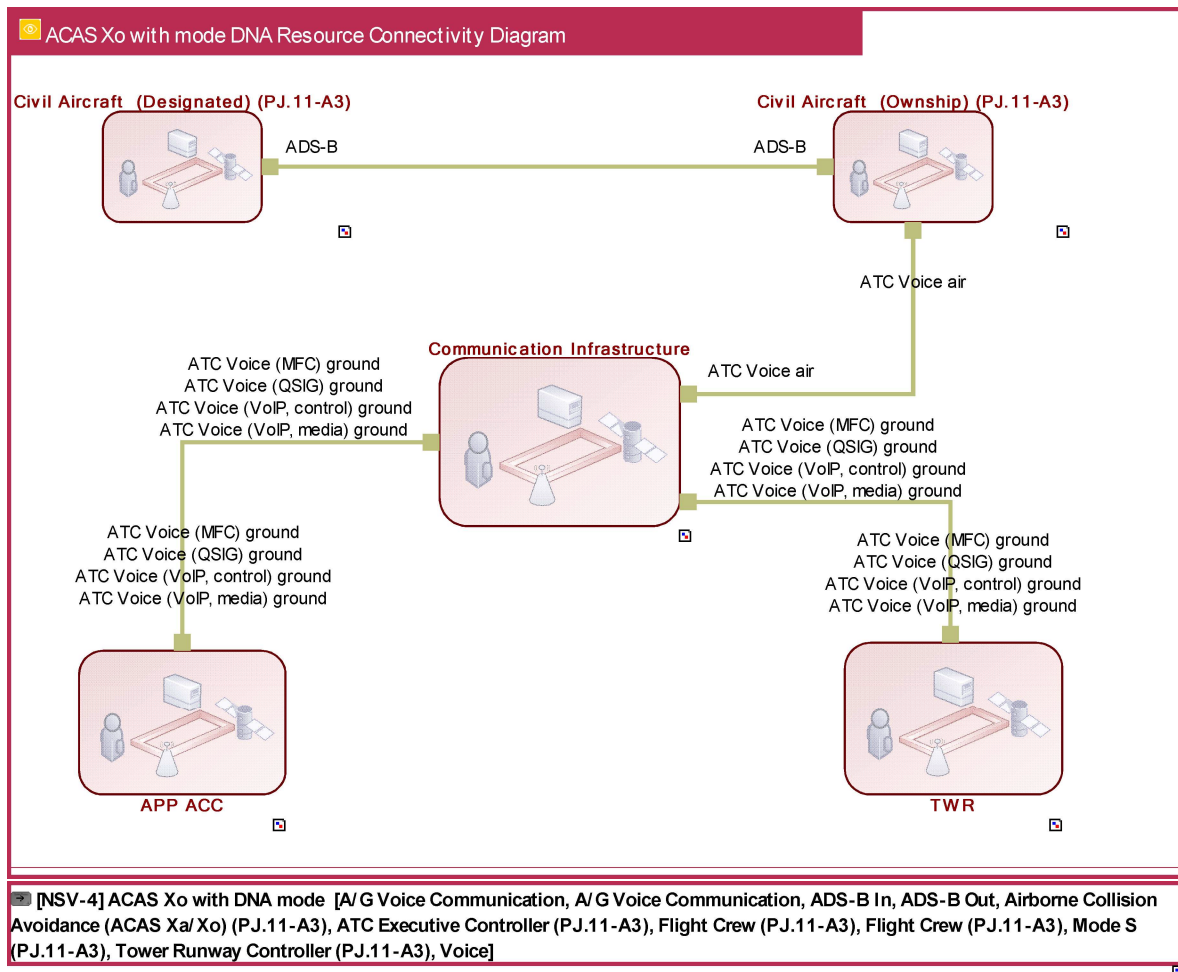 ACAS Xo with mode DNA Resource Connectivity Diagram
Civil Aircraft (Designated) (PJ.11-A3)
Civil Aircraft (Ownship) (PJ.11-A3)
ADS-B
ADS-B
ATC Voice air
Communication Infrastructure
ATC Voice air
ATC Voice (MFC) ground
ATC Voice (QSIG) ground
ATC Voice (VoIP, control) ground
ATC Voice (VoIP, media) ground
ATC Voice (MFC) ground
ATC Voice (QSIG) ground
ATC Voice (VoIP, control) ground
ATC Voice (VoIP, media) ground
ATC Voice (MFC) ground
ATC Voice (QSIG) ground
ATC Voice (VoIP, control) ground
ATC Voice (VoIP, media) ground
ATC Voice (MFC) ground
ATC Voice (QSIG) ground
ATC Voice (VoIP, control) ground
ATC Voice (VoIP, media) ground
APP ACC
TWR
[NSV-4] ACAS Xo with DNA mode [A/G Voice Communication, A/G Voice Communication, ADS-B In, ADS-B Out, Airborne Collision
Avoidance (ACAS Xa/Xo) (PJ.11-A3), ATC Executive Controller (PJ.11-A3), Flight Crew (PJ.11-A3), Flight Crew (PJ.11-A3), Mode S
(PJ.11-A3), Tower Runway Controller (PJ.11-A3), Voice]